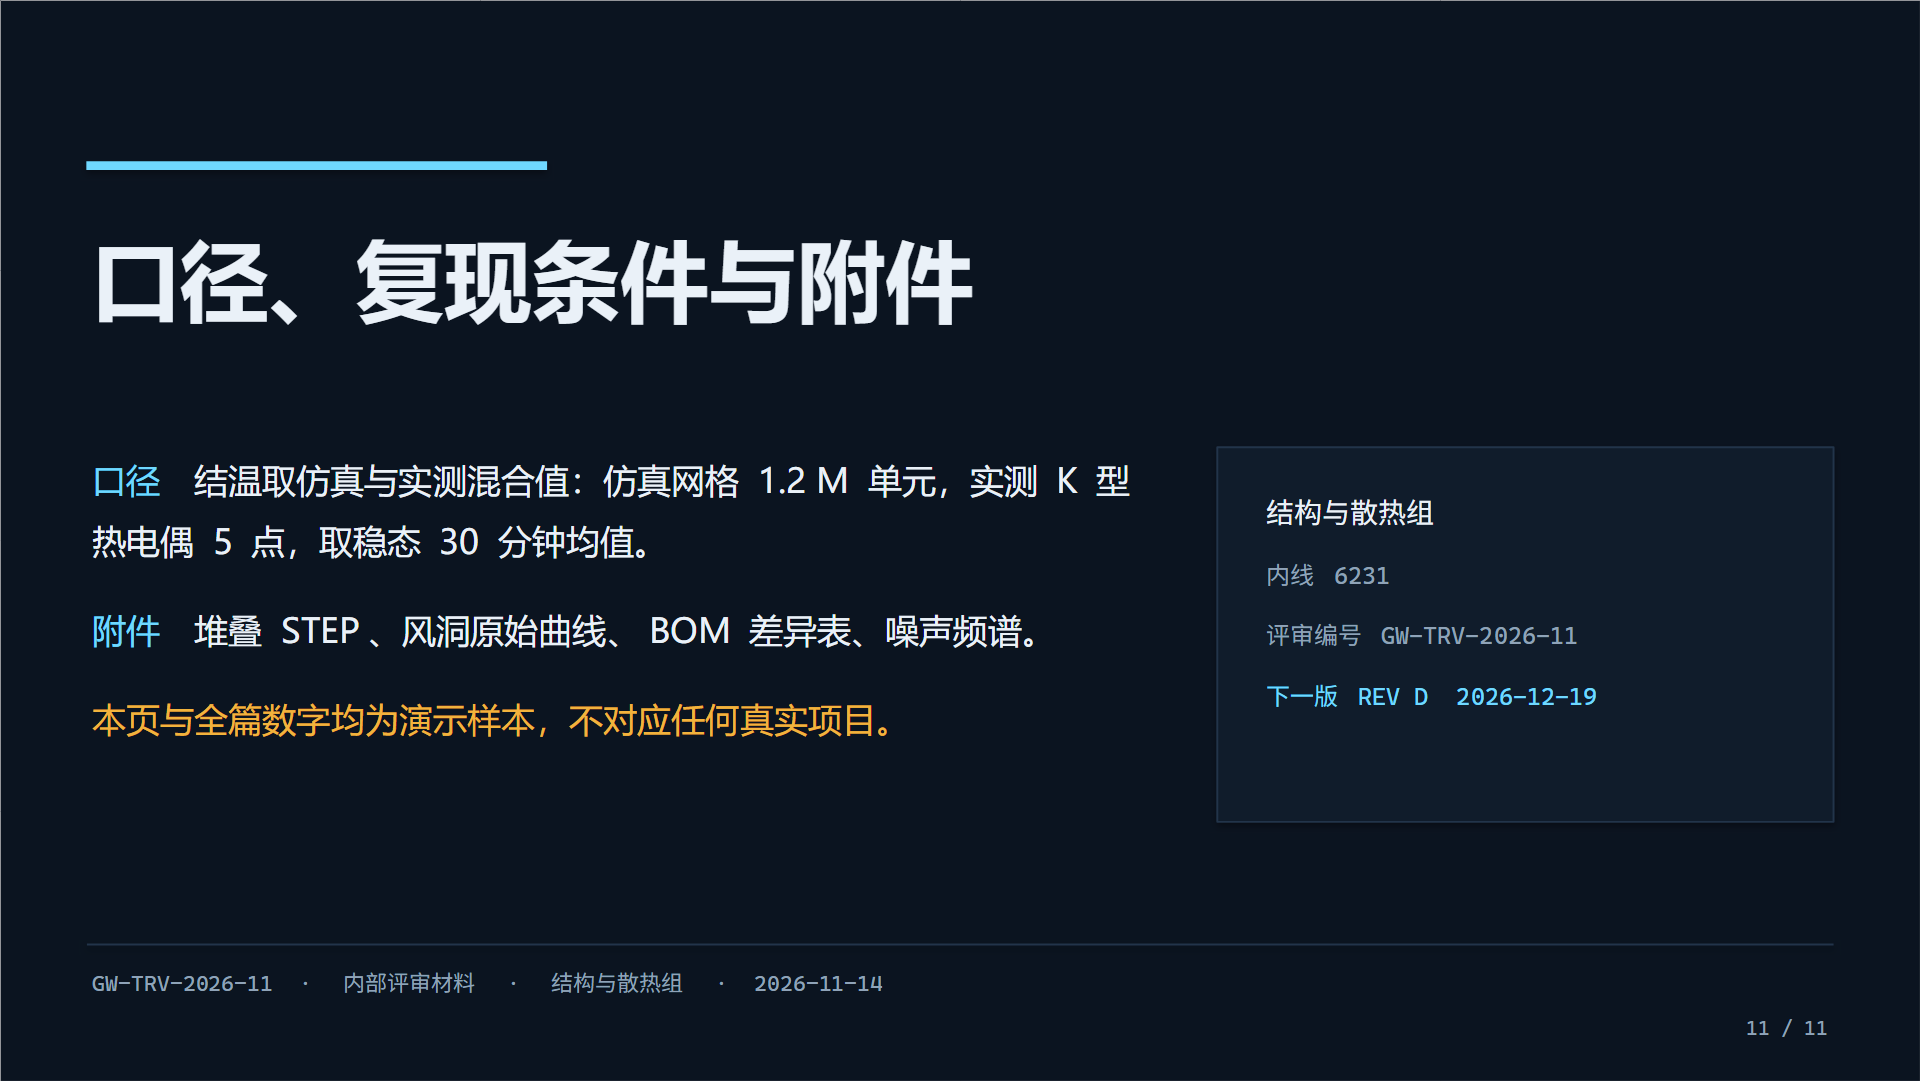 口径、复现条件与附件
口径 结温取仿真与实测混合值：仿真网格 1.2 M 单元，实测 K 型
热电偶 5 点，取稳态 30 分钟均值。
附件 堆叠 STEP、风洞原始曲线、BOM 差异表、噪声频谱。
本页与全篇数字均为演示样本，不对应任何真实项目。
结构与散热组
内线 6231
评审编号 GW-TRV-2026-11
下一版 REV D 2026-12-19
GW-TRV-2026-11 · 内部评审材料 · 结构与散热组 · 2026-11-14
11 / 11